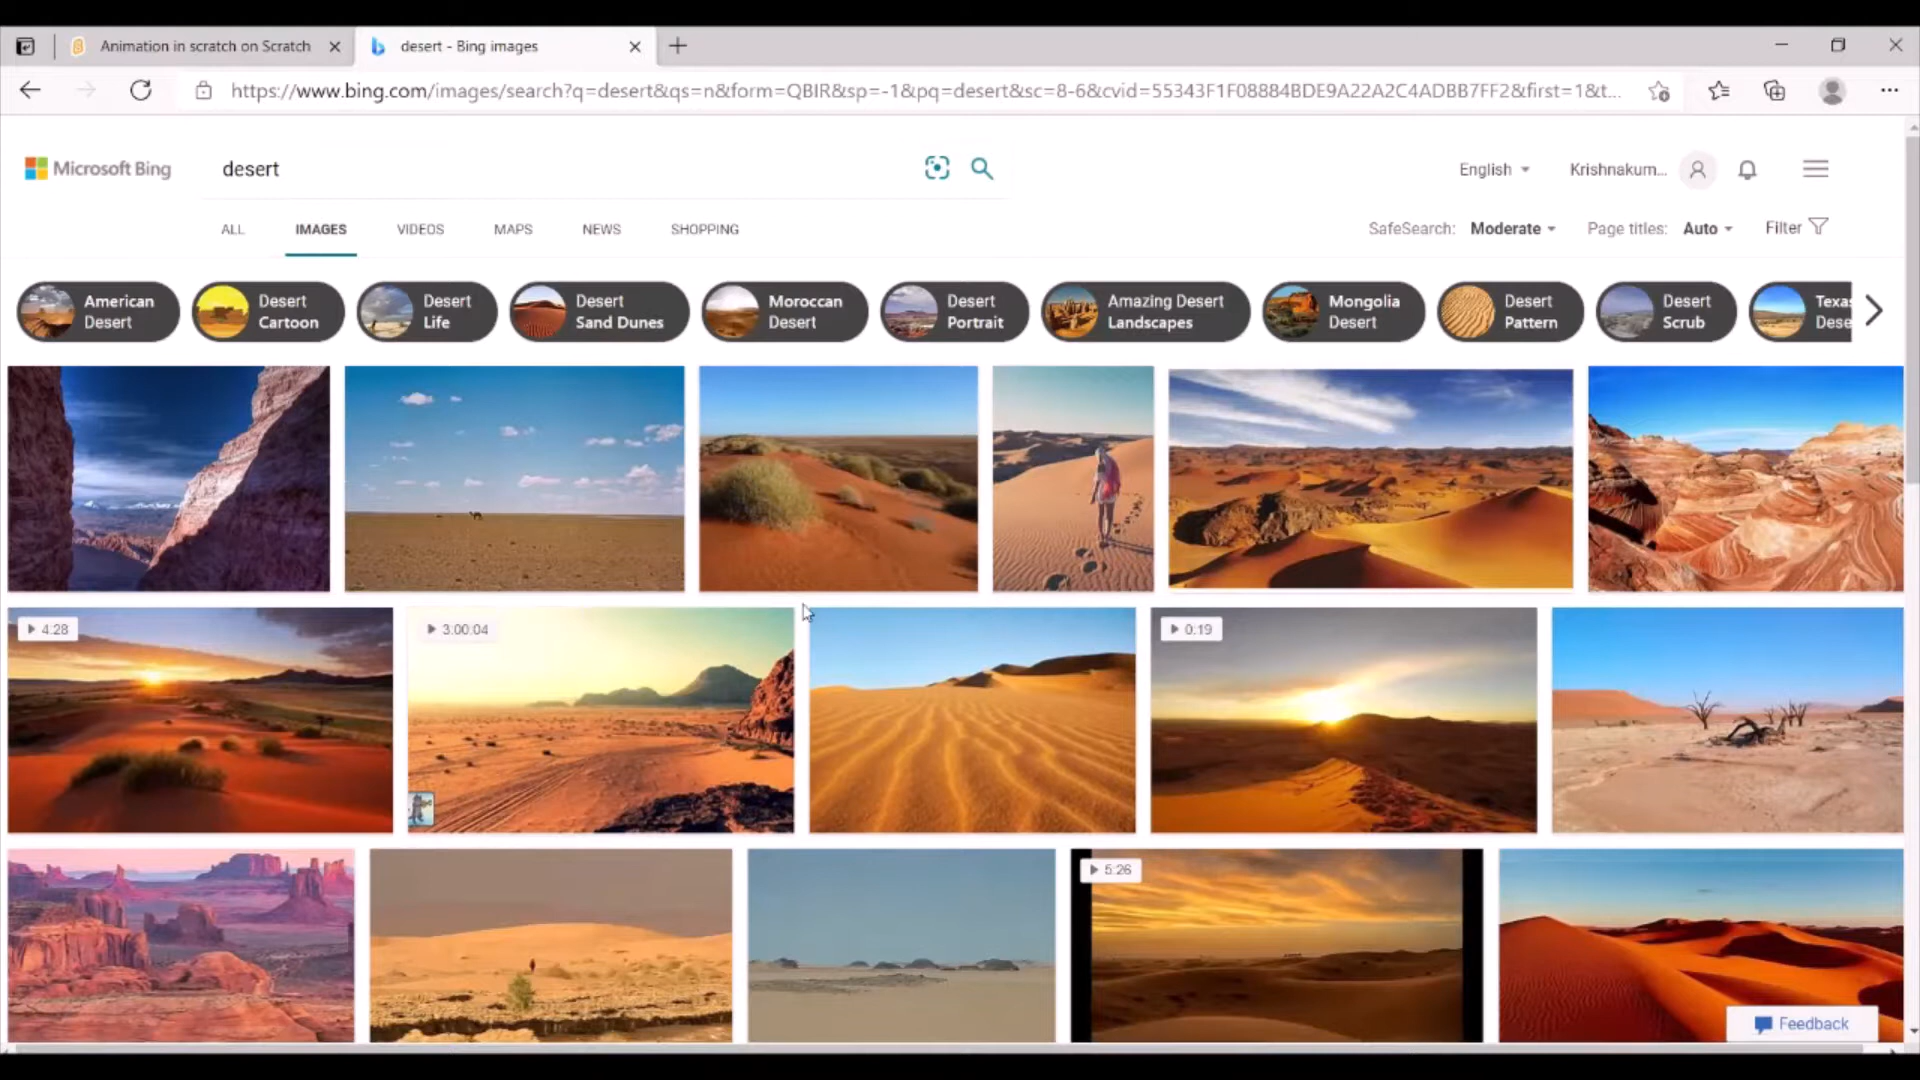 Animation in scratch on Scratch
desert - Bing images
https://www.bing.com/images/search?q=desert&qs=n&form=QBIR&sp=-1&pq=desert&sc=8-6&cvid=55343F1F08884BDE9A22A2C4ADBB7FF2&first=1&t...
Microsoft Bing
desert
English
Krishnakum...
ALL
IMAGES
VIDEOS
MAPS
NEWS
SHOPPING
SafeSearch: Moderate
Page titles: Auto
Filter
American
Desert
Desert
Cartoon
Desert
Life
Desert
Sand Dunes
Moroccan
Desert
Desert
Portrait
Amazing Desert
Landscapes
Mongolia
Desert
Desert
Pattern
Desert
Scrub
Texas
Dese
4:28
3:00:04
0:19
5:26
Feedback